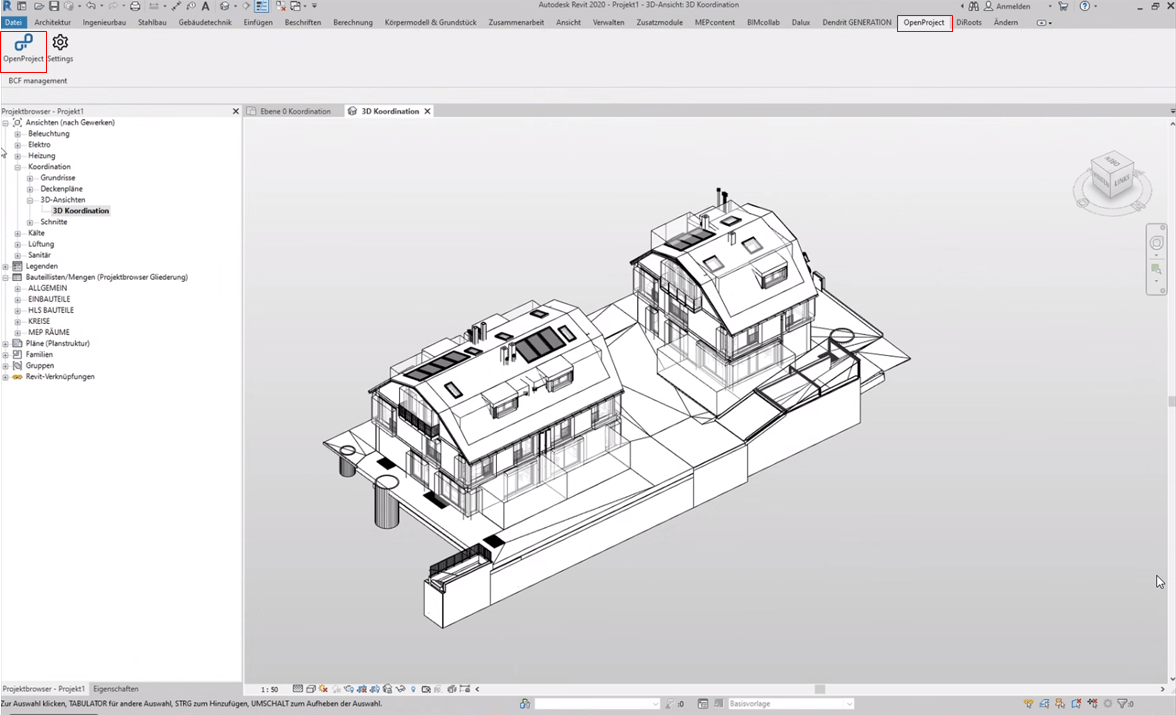 Autodesk Revit 2020 - Projekt1 - 3D-Ansicht: 3D Koordination
Anmelden
Datei Architektur Ingenieurbau Stahlbau Gebäudetechnik Einfügen Beschriften Berechnung Körpermodell & Grundstück Zusammenarbeit Ansicht Verwalten Zusatzmodule MEPcontent BIMcollab Dalux Dendrit GENERATION OpenProject DiRoots Ändern
OpenProject Settings
BCF management
Projektbrowser - Projekt1
Ebene 0 Koordination
3D Koordination
Ansichten (nach Gewerken)
Beleuchtung
Elektro
Heizung
Koordination
Grundrisse
Deckenpläne
3D-Ansichten
3D Koordination
Schnitte
Kälte
Lüftung
Sanitär
Legenden
Bauteillisten/Mengen (Projektbrowser Gliederung)
ALLGEMEIN
EINBAUTEILE
HLS BAUTEILE
KREISE
MEP RÄUME
Pläne (Planstruktur)
Familien
Gruppen
Revit-Verknüpfungen
LINKS
Projektbrowser - Projekt1 Eigenschaften
1 : 50
Zur Auswahl klicken, TABULATOR für andere Auswahl, STRG zum Hinzufügen, UMSCHALT zum Aufheben der Auswahl.
:0
Basisvorlage
:0